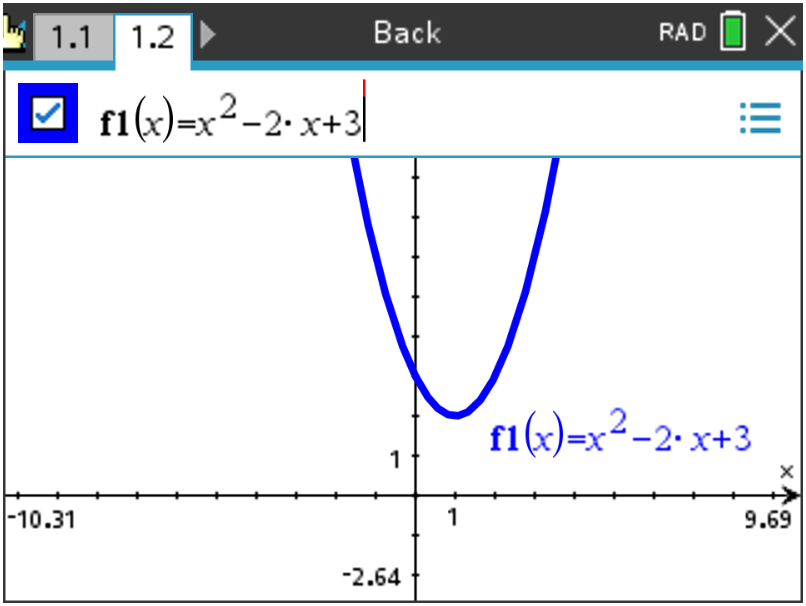 1.1 1.2 Back RAD
f1(x)=x²-2· x+3
f1(x)=x²-2· x+3
1
x
-10.31 1 9.69
-2.64